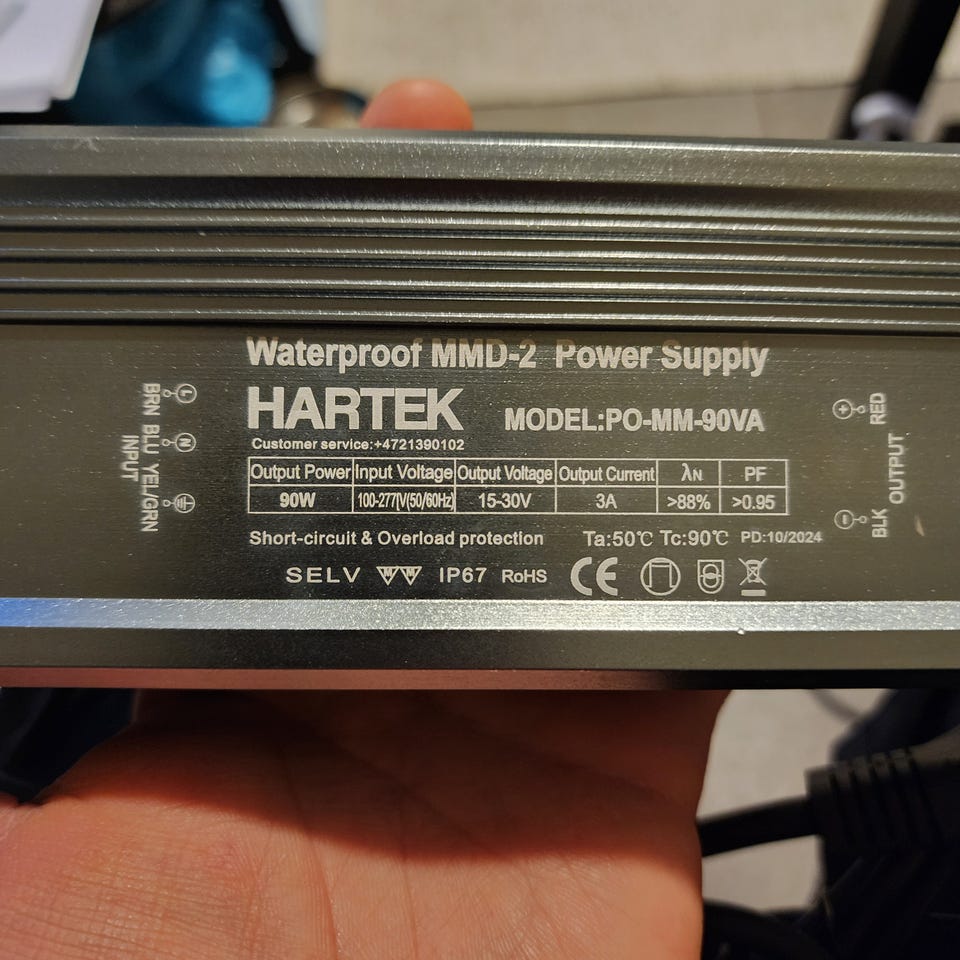 Waterproof MMD-2 Power Supply
HARTEK MODEL:PO-MM-90VA
Customer service:+4721390102
Output Power Input Voltage Output Voltage Output Current λN PF
90W 100-277[V(50/60Hz) 15-30V 3A >88% >0.95
Short-circuit & Overload protection Ta:50℃ Tc:90℃ PD:10/2024
SELV MM IP67 RoHS CE
BRN L
BLU N
YEL/GRN
INPUT
RED +
BLK -
OUTPUT